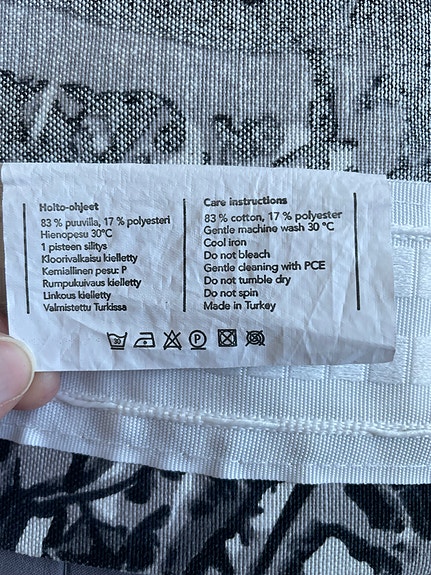 Hoito-ohjeet
83 % puuvilla, 17 % polyesteri
Hienopesu 30°C
1 pisteen silitys
Kloorivalkaisu kielletty
Kemiallinen pesu: P
Rumpukuivaus kielletty
Linkous kielletty
Valmistettu Turkissa
Care instructions
83 % cotton, 17 % polyester
Gentle machine wash 30 °C
Cool iron
Do not bleach
Gentle cleaning with PCE
Do not tumble dry
Do not spin
Made in Turkey
30 P